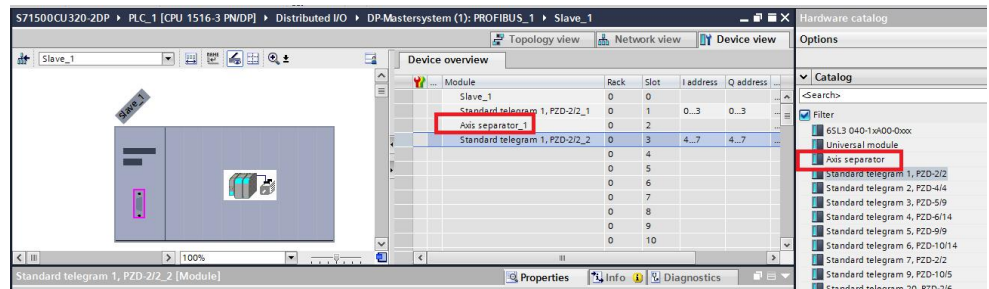 S71500CU320-2DP ▸ PLC_1 [CPU 1516-3 PN/DP] ▸ Distributed I/O ▸ DP-Mastersystem (1): PROFIBUS_1 ▸ Slave_1
Hardware catalog
Topology view Network view Device view
Options
Slave_1
Device overview
Catalog
... Module Rack Slot I address Q address ...
<Search>
Slave_1 0 0
Filter
Standard telegram 1, PZD-2/2_1 0 1 0...3 0...3
Axis separator_1 0 2
Standard telegram 1, PZD-2/2_2 0 3 4...7 4...7
0 4
0 5
0 6
0 7
0 8
0 9
0 10
Slave_1
6SL3 040-1xA00-0xxx
Universal module
Axis separator
Standard telegram 1, PZD-2/2
Standard telegram 2, PZD-4/4
Standard telegram 3, PZD-5/9
Standard telegram 4, PZD-6/14
Standard telegram 5, PZD-9/9
Standard telegram 6, PZD-10/14
Standard telegram 7, PZD-2/2
Standard telegram 9, PZD-10/5
Standard telegram 20, PZD-2/6
100%
Standard telegram 1, PZD-2/2_2 [Module]
Properties Info Diagnostics